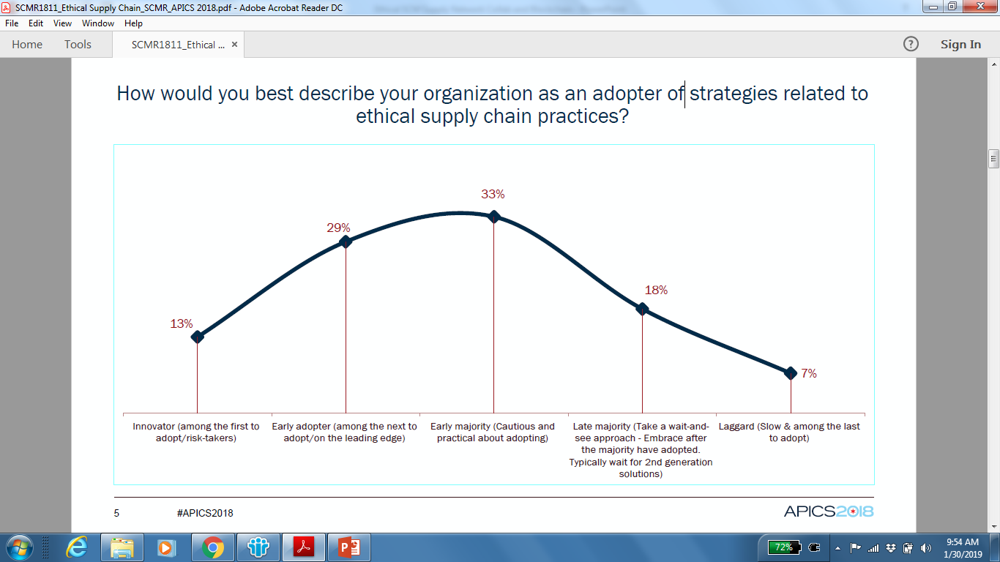 SCMR1811_Ethical Supply Chain_SCMR_APICS 2018.pdf - Adobe Acrobat Reader DC
File Edit View Window Help
Home Tools SCMR1811_Ethical ... × ? Sign In
How would you best describe your organization as an adopter of strategies related to
ethical supply chain practices?
33%
29%
18%
13%
7%
Innovator (among the first to
adopt/risk-takers)
Early adopter (among the next to
adopt/on the leading edge)
Early majority (Cautious and
practical about adopting)
Late majority (Take a wait-and-
see approach - Embrace after
the majority have adopted.
Typically wait for 2nd generation
solutions)
Laggard (Slow & among the last
to adopt)
5 #APICS2018 APICS2018
72% 9:54 AM
1/30/2019